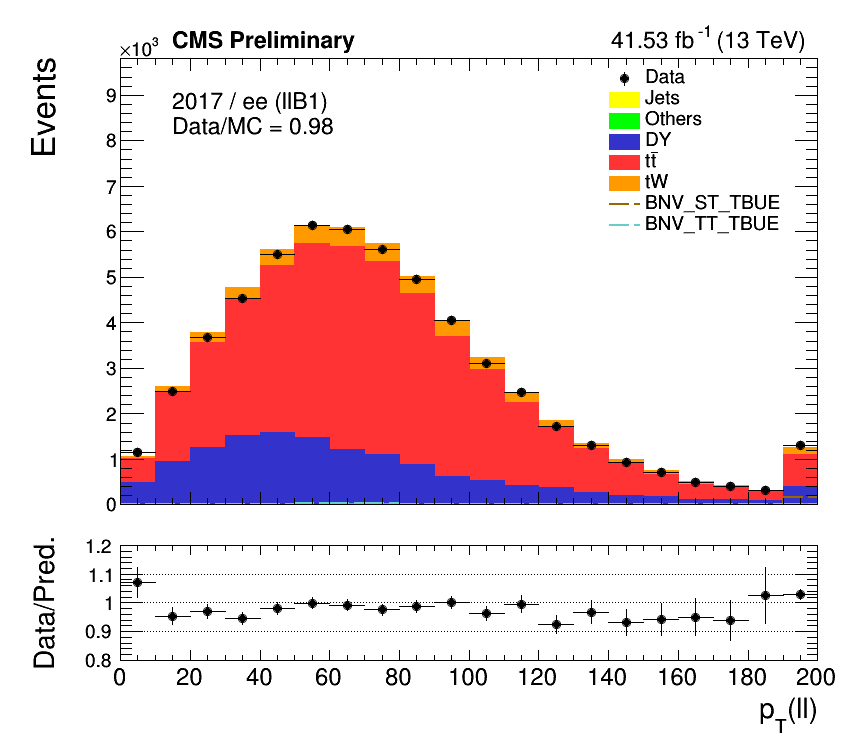 ×10³ CMS Preliminary 41.53 fb⁻¹ (13 TeV)
Events
2017 / ee (llB1)
Data/MC = 0.98
Data
Jets
Others
DY
tt̄
tW
BNV_ST_TBUE
BNV_TT_TBUE
9
8
7
6
5
4
3
2
1
0
Data/Pred.
1.2
1.1
1
0.9
0.8
0 20 40 60 80 100 120 140 160 180 200
p_T(ll)